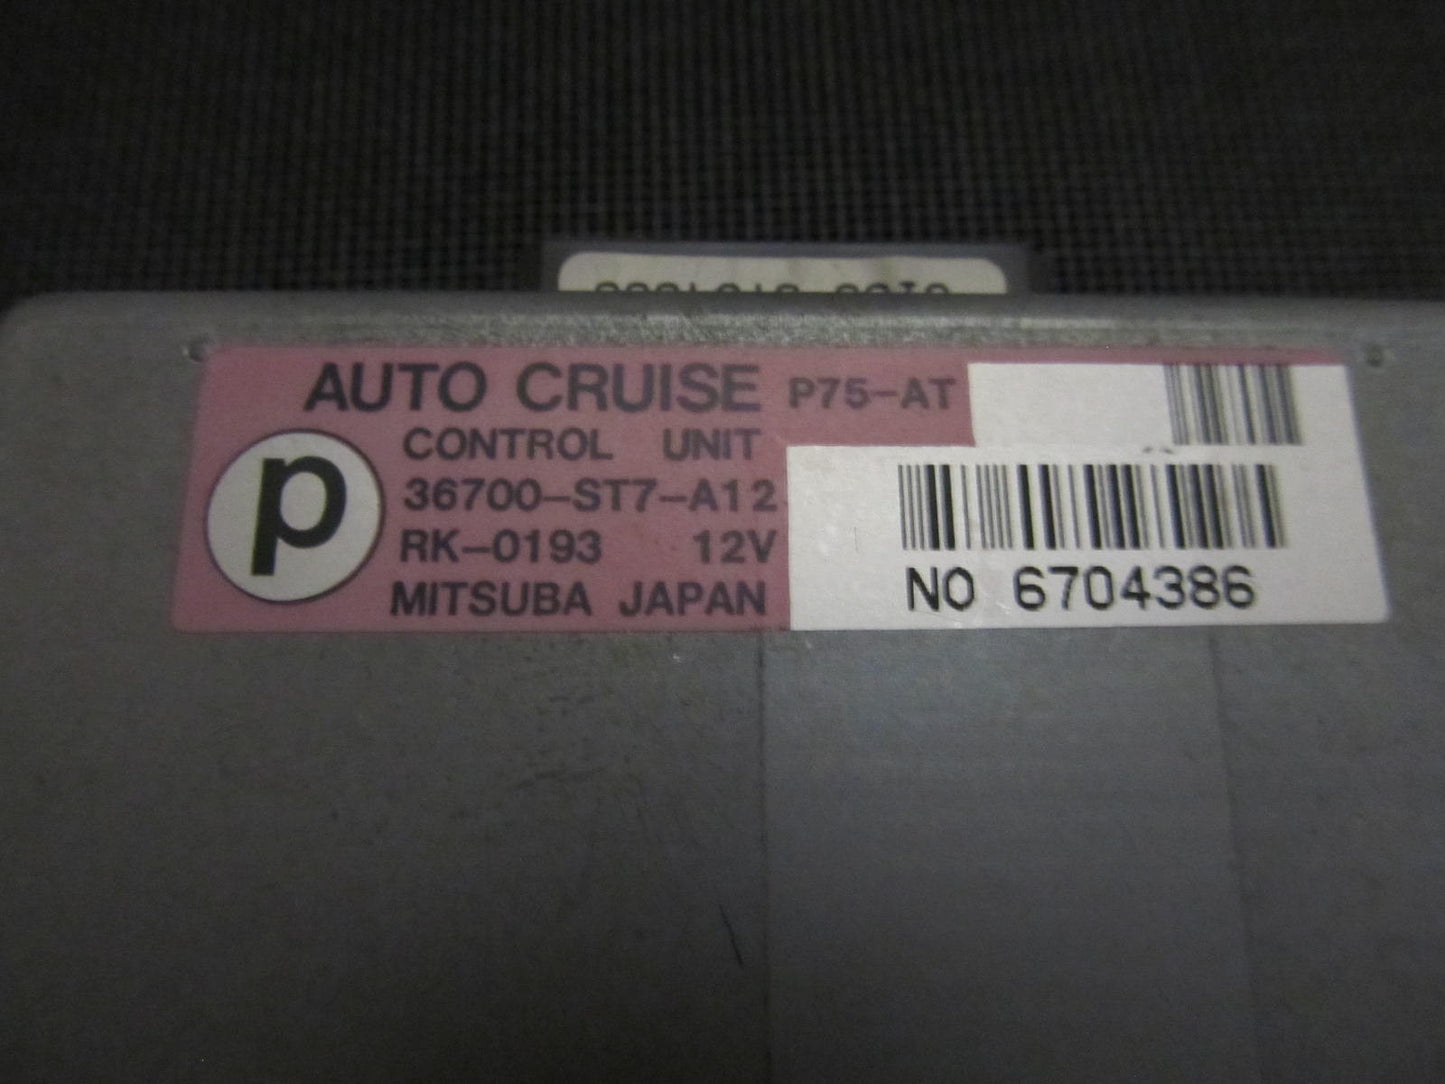 AUTO CRUISE P75-AT
CONTROL UNIT
p
36700-ST7-A12
RK-0193 12V
MITSUBA JAPAN
NO 6704386